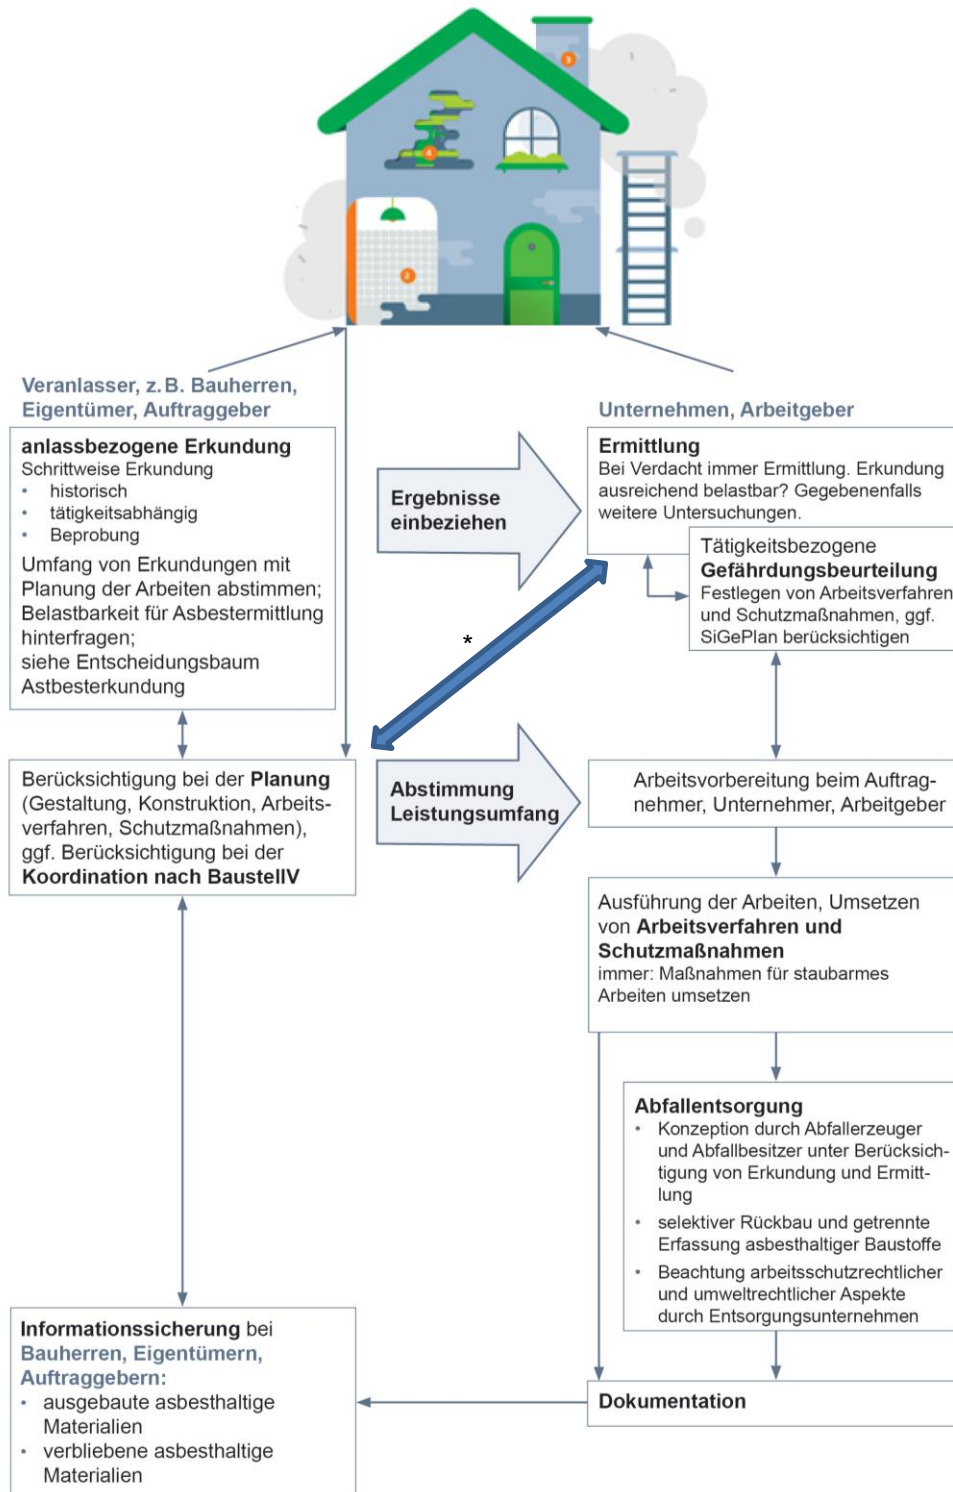 3
4
2
Veranlasser, z. B. Bauherren,
Eigentümer, Auftraggeber
anlassbezogene Erkundung
Schrittweise Erkundung
• historisch
• tätigkeitsabhängig
• Beprobung
Umfang von Erkundungen mit
Planung der Arbeiten abstimmen;
Belastbarkeit für Asbestermittlung
hinterfragen;
siehe Entscheidungsbaum
Astbesterkundung
Ergebnisse
einbeziehen
Unternehmen, Arbeitgeber
Ermittlung
Bei Verdacht immer Ermittlung. Erkundung
ausreichend belastbar? Gegebenenfalls
weitere Untersuchungen.
Tätigkeitsbezogene
Gefährdungsbeurteilung
Festlegen von Arbeitsverfahren
und Schutzmaßnahmen, ggf.
SiGePlan berücksichtigen
*
Berücksichtigung bei der Planung
(Gestaltung, Konstruktion, Arbeits-
verfahren, Schutzmaßnahmen),
ggf. Berücksichtigung bei der
Koordination nach BaustellV
Abstimmung
Leistungsumfang
Arbeitsvorbereitung beim Auftrag-
nehmer, Unternehmer, Arbeitgeber
Ausführung der Arbeiten, Umsetzen
von Arbeitsverfahren und
Schutzmaßnahmen
immer: Maßnahmen für staubarmes
Arbeiten umsetzen
Abfallentsorgung
• Konzeption durch Abfallerzeuger
und Abfallbesitzer unter Berücksich-
tigung von Erkundung und Ermitt-
lung
• selektiver Rückbau und getrennte
Erfassung asbesthaltiger Baustoffe
• Beachtung arbeitsschutzrechtlicher
und umweltrechtlicher Aspekte
durch Entsorgungsunternehmen
Informationssicherung bei
Bauherren, Eigentümern,
Auftraggebern:
• ausgebaute asbesthaltige
Materialien
• verbliebene asbesthaltige
Materialien
Dokumentation